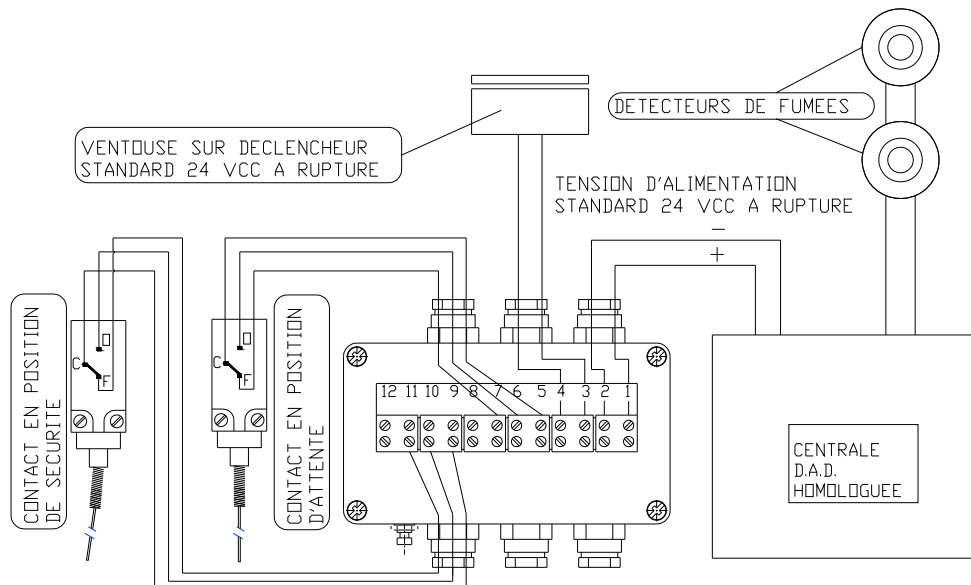 DETECTEURS DE FUMEES
VENTOUSE SUR DECLENCHEUR
STANDARD 24 VCC A RUPTURE
TENSION D'ALIMENTATION
STANDARD 24 VCC A RUPTURE
−
+
CONTACT EN POSITION
DE SECURITE
O
C
F
O
C
F
CONTACT EN POSITION
D'ATTENTE
12 11 10 9 8 7 6 5 4 3 2 1
CENTRALE
D.A.D.
HOMOLOGUEE